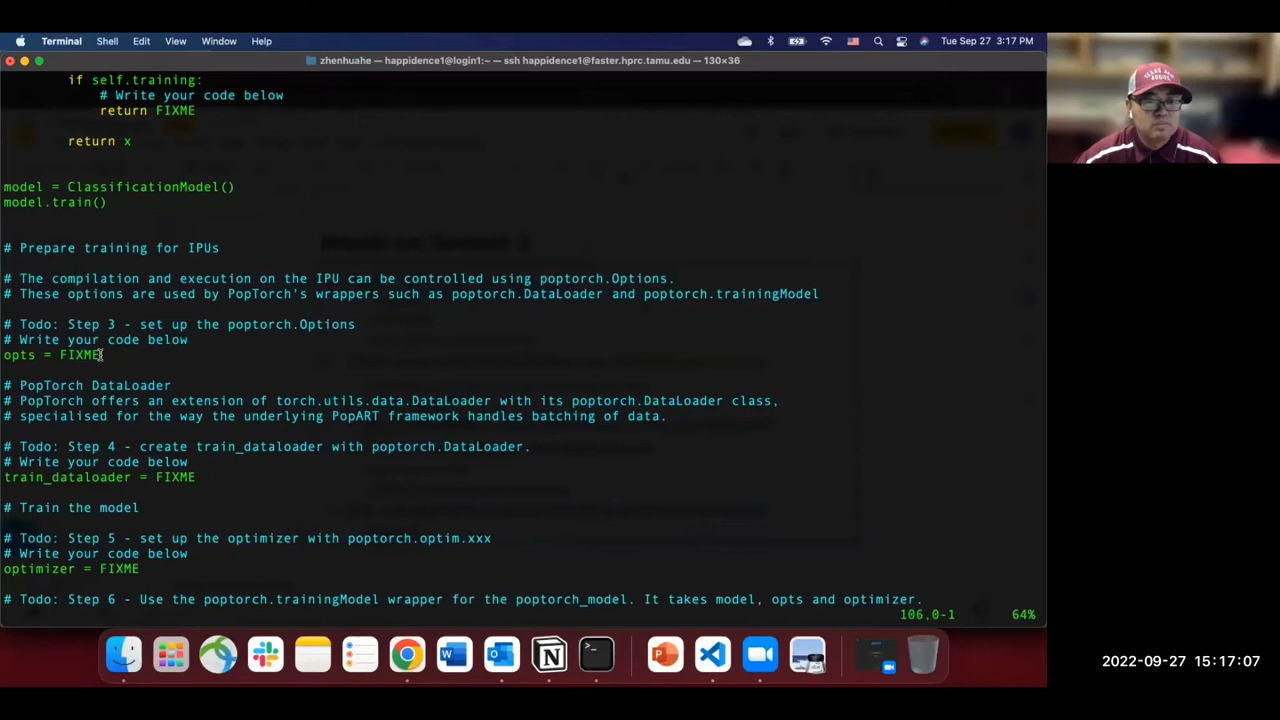 Terminal Shell Edit View Window Help
Tue Sep 27 3:17 PM
zhenhuahe — happidence1@login1:~ — ssh happidence1@faster.hprc.tamu.edu — 130×36
if self.training:
# Write your code below
return FIXME
return x
model = ClassificationModel()
model.train()
# Prepare training for IPUs
# The compilation and execution on the IPU can be controlled using poptorch.Options.
# These options are used by PopTorch's wrappers such as poptorch.DataLoader and poptorch.trainingModel
# Todo: Step 3 - set up the poptorch.Options
# Write your code below
opts = FIXME
# PopTorch DataLoader
# PopTorch offers an extension of torch.utils.data.DataLoader with its poptorch.DataLoader class,
# specialised for the way the underlying PopART framework handles batching of data.
# Todo: Step 4 - create train_dataloader with poptorch.DataLoader.
# Write your code below
train_dataloader = FIXME
# Train the model
# Todo: Step 5 - set up the optimizer with poptorch.optim.xxx
# Write your code below
optimizer = FIXME
# Todo: Step 6 - Use the poptorch.trainingModel wrapper for the poptorch_model. It takes model, opts and optimizer.
106,0-1 64%
2022-09-27 15:17:07